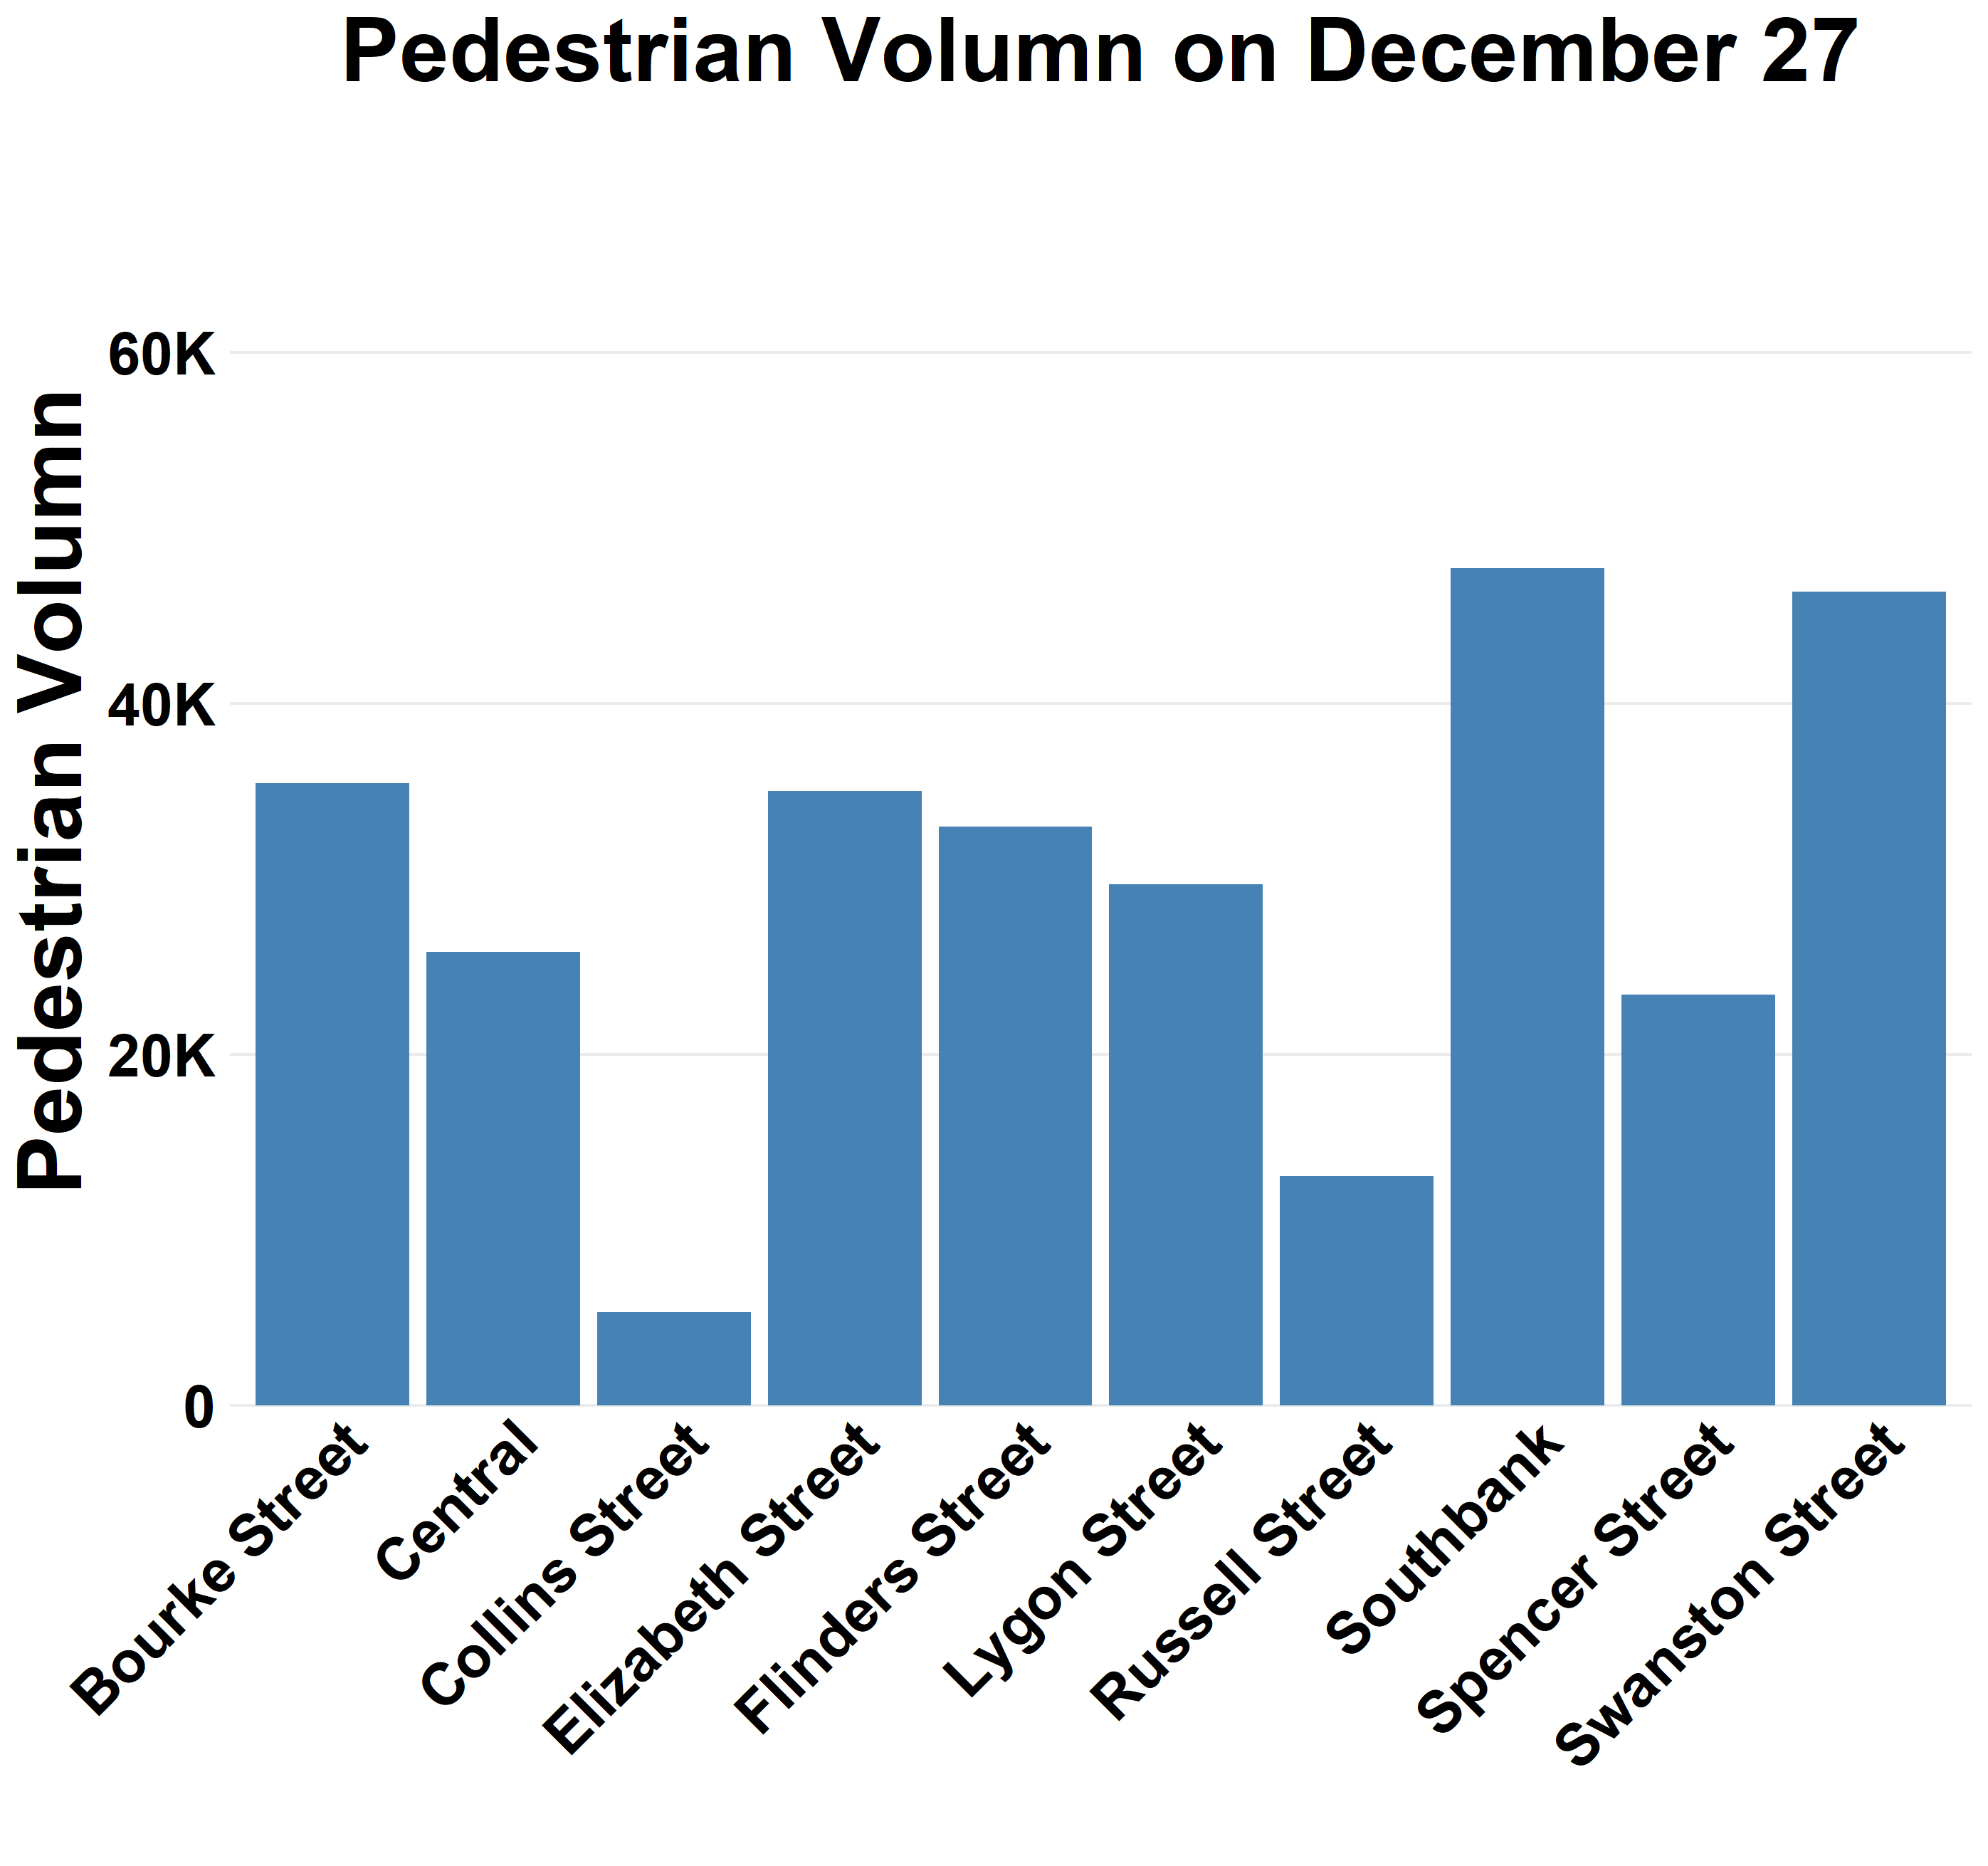 Pedestrian Volumn on December 27
Pedestrian Volumn
60K
40K
20K
0
Bourke Street
Central
Collins Street
Elizabeth Street
Flinders Street
Lygon Street
Russell Street
Southbank
Spencer Street
Swanston Street